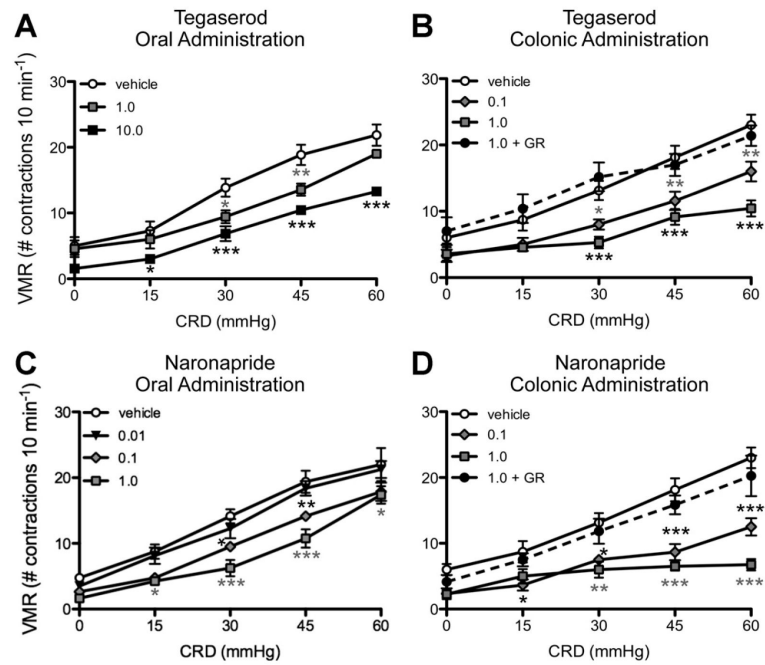 A
Tegaserod
Oral Administration
VMR (# contractions 10 min⁻¹)
30
20
10
0
vehicle
1.0
10.0
*
**
*
***
***
***
0 15 30 45 60
CRD (mmHg)
B
Tegaserod
Colonic Administration
30
20
10
0
vehicle
0.1
1.0
1.0 + GR
*
**
**
***
***
***
0 15 30 45 60
CRD (mmHg)
C
Naronapride
Oral Administration
VMR (# contractions 10 min⁻¹)
30
20
10
0
vehicle
0.01
0.1
1.0
*
**
*
*
***
***
0 15 30 45 60
CRD (mmHg)
D
Naronapride
Colonic Administration
30
20
10
0
vehicle
0.1
1.0
1.0 + GR
*
***
***
*
**
***
***
0 15 30 45 60
CRD (mmHg)